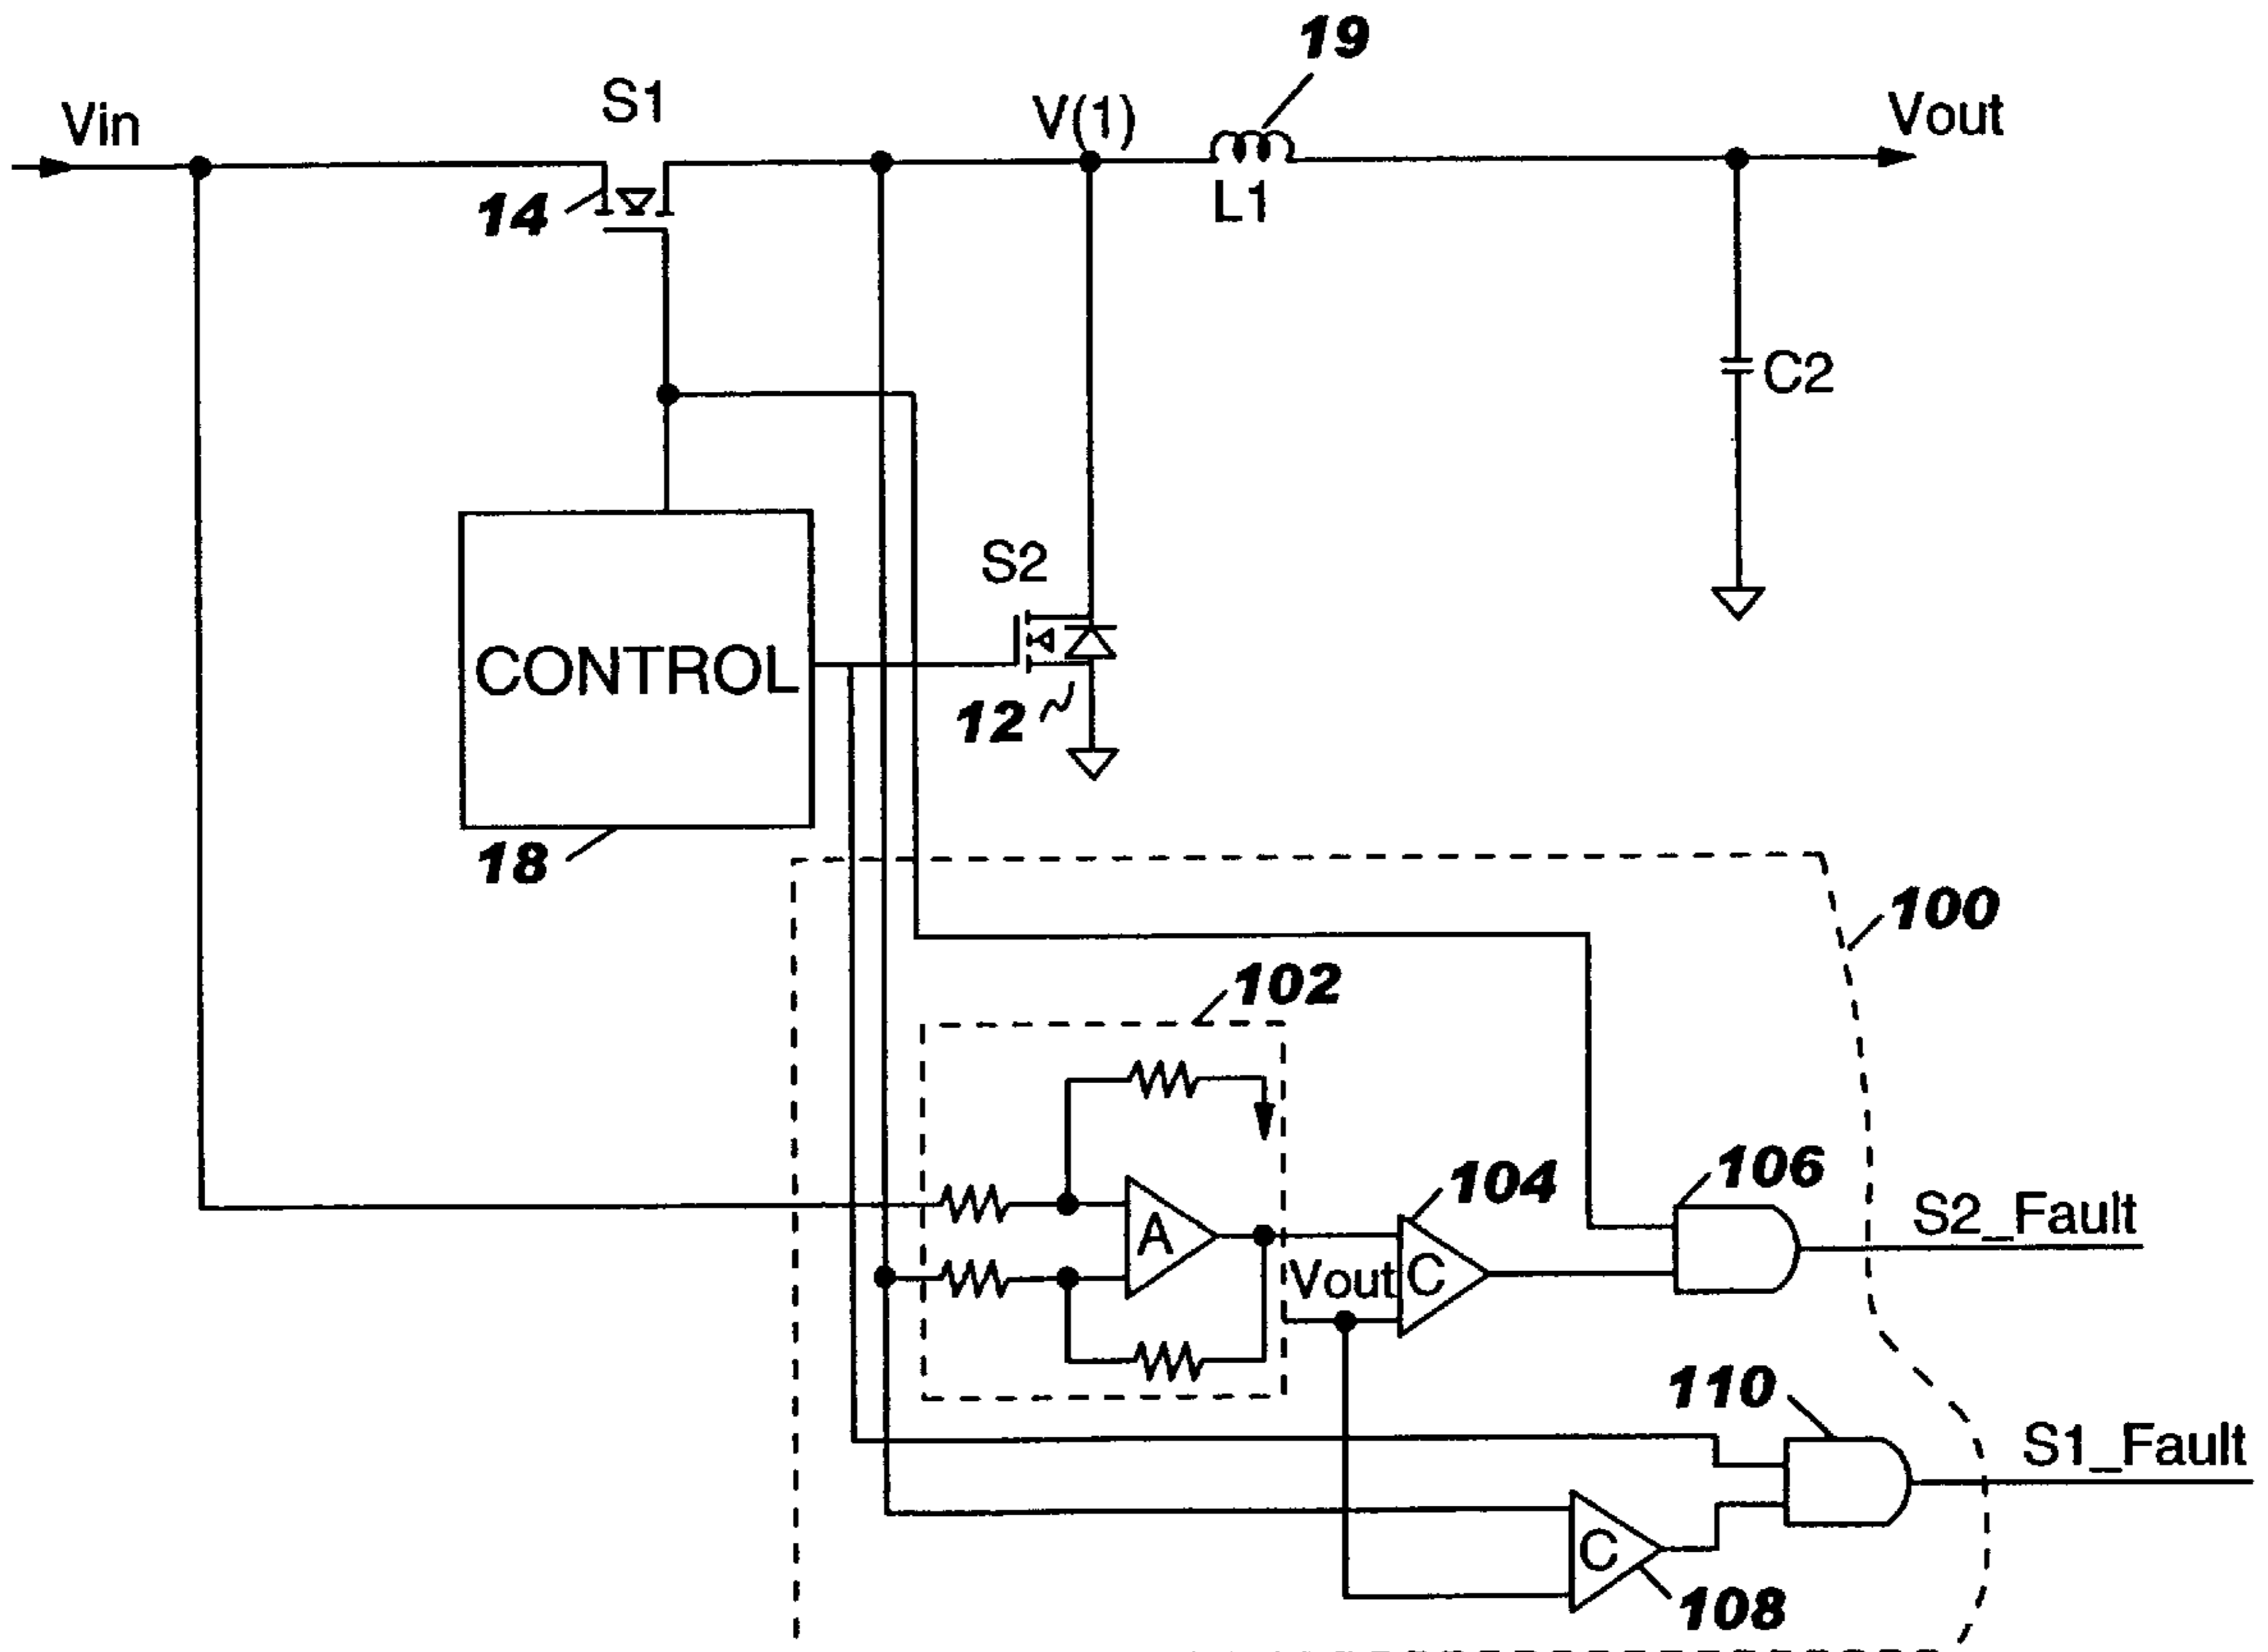 19
Vin
S1
V(1)
Vout
14
L1
C2
S2
CONTROL
12
18
100
102
106
104
S2_Fault
A
Vout
C
110
S1_Fault
C
108